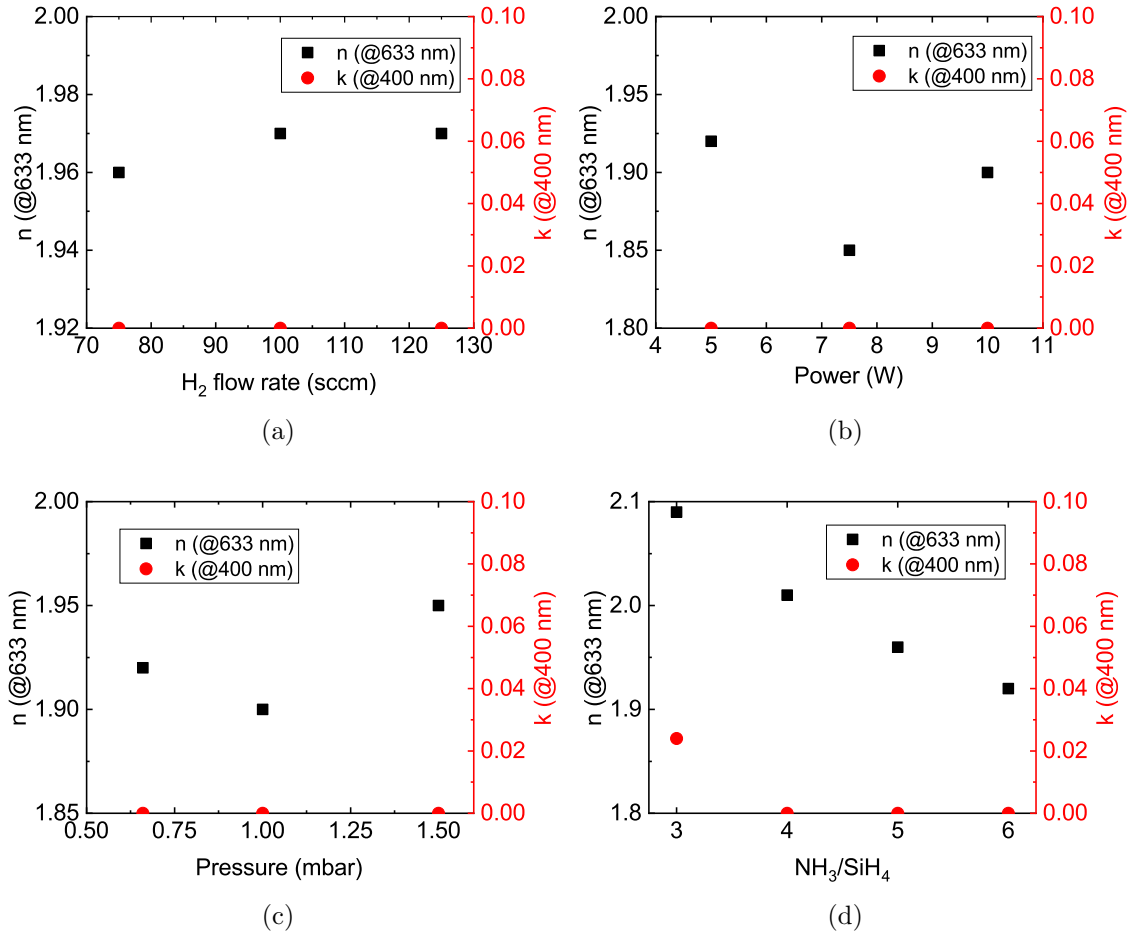 2.00
1.98
1.96
1.94
1.92
n (@633 nm)
n (@633 nm)
k (@400 nm)
0.10
0.08
0.06
0.04
0.02
0.00
k (@400 nm)
70 80 90 100 110 120 130
H₂ flow rate (sccm)
(a)
2.00
1.95
1.90
1.85
1.80
n (@633 nm)
n (@633 nm)
k (@400 nm)
0.10
0.08
0.06
0.04
0.02
0.00
k (@400 nm)
4 5 6 7 8 9 10 11
Power (W)
(b)
2.00
1.95
1.90
1.85
n (@633 nm)
n (@633 nm)
k (@400 nm)
0.10
0.08
0.06
0.04
0.02
0.00
k (@400 nm)
0.50 0.75 1.00 1.25 1.50
Pressure (mbar)
(c)
2.1
2.0
1.9
1.8
n (@633 nm)
n (@633 nm)
k (@400 nm)
0.10
0.08
0.06
0.04
0.02
0.00
k (@400 nm)
3 4 5 6
NH₃/SiH₄
(d)